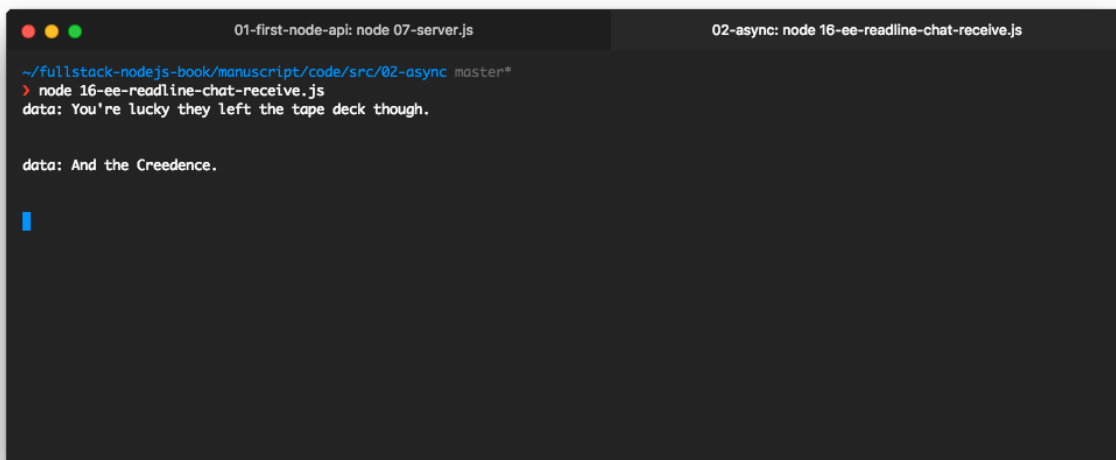 01-first-node-api: node 07-server.js
02-async: node 16-ee-readline-chat-receive.js
~/fullstack-nodejs-book/manuscript/code/src/02-async master*
❯ node 16-ee-readline-chat-receive.js
data: You're lucky they left the tape deck though.
data: And the Creedence.